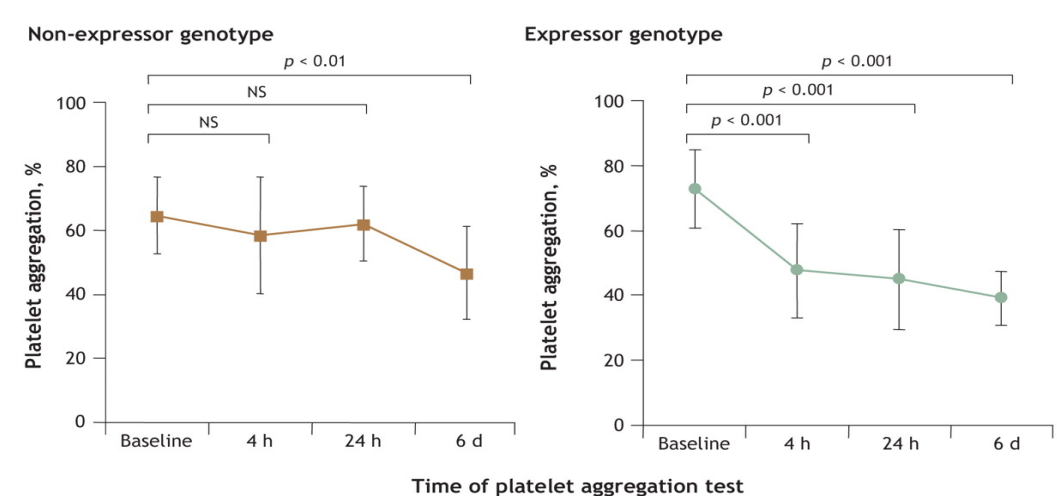 Non-expressor genotype
p < 0.01
NS
NS
100
80
60
40
20
0
Platelet aggregation, %
Baseline 4 h 24 h 6 d
Expressor genotype
p < 0.001
p < 0.001
p < 0.001
100
80
60
40
20
0
Platelet aggregation, %
Baseline 4 h 24 h 6 d
Time of platelet aggregation test